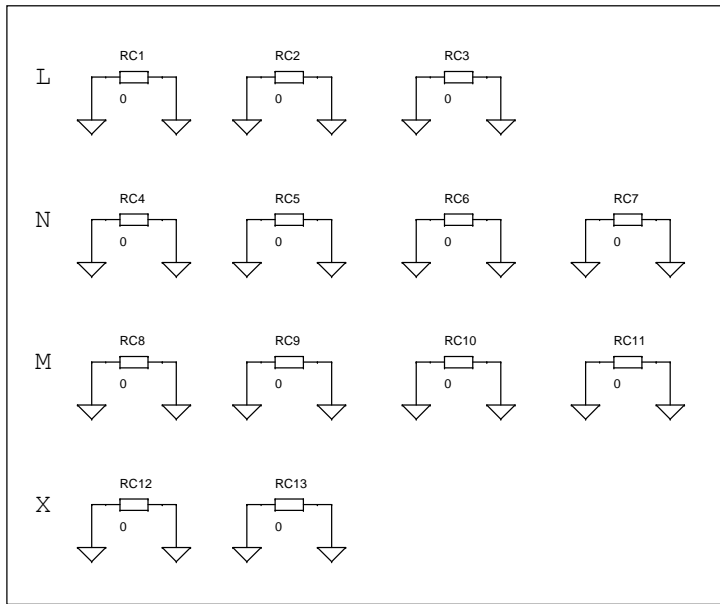 RC1 RC2 RC3
L
0 0 0
RC4 RC5 RC6 RC7
N
0 0 0 0
RC8 RC9 RC10 RC11
M
0 0 0 0
RC12 RC13
X
0 0